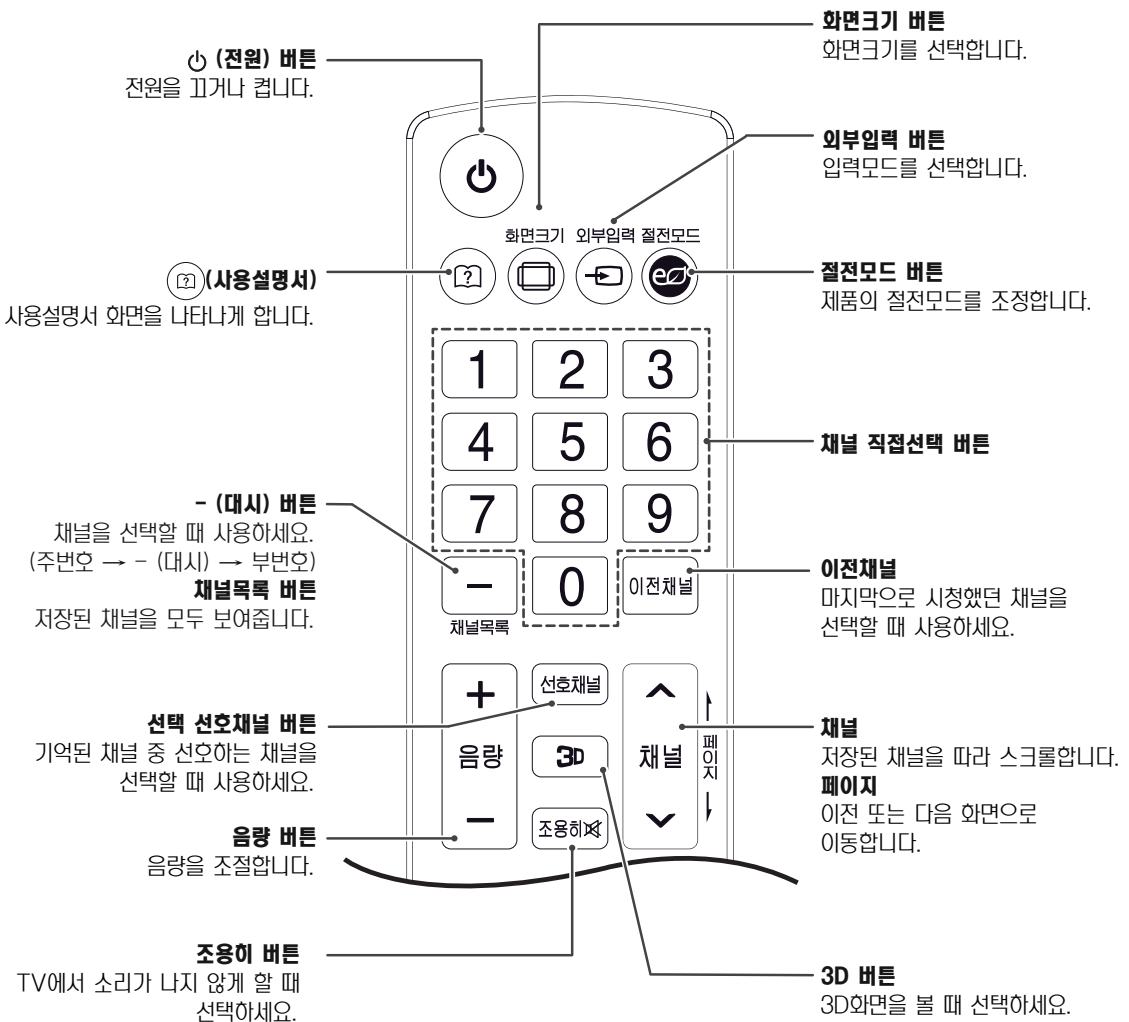 화면크기 버튼
화면크기를 선택합니다.
(전원) 버튼
전원을 끄거나 켭니다.
외부입력 버튼
입력모드를 선택합니다.
화면크기 외부입력 절전모드
(사용설명서)
사용설명서 화면을 나타나게 합니다.
절전모드 버튼
제품의 절전모드를 조정합니다.
1 2 3
4 5 6
채널 직접선택 버튼
7 8 9
- (대시) 버튼
채널을 선택할 때 사용하세요.
(주번호 → - (대시) → 부번호)
채널목록 버튼
저장된 채널을 모두 보여줍니다.
- 0 이전채널
채널목록
이전채널
마지막으로 시청했던 채널을
선택할 때 사용하세요.
+ 선호채널
음량 3D 채널
페이지
- 조용히
선택 선호채널 버튼
기억된 채널 중 선호하는 채널을
선택할 때 사용하세요.
음량 버튼
음량을 조절합니다.
채널
저장된 채널을 따라 스크롤합니다.
페이지
이전 또는 다음 화면으로
이동합니다.
조용히 버튼
TV에서 소리가 나지 않게 할 때
선택하세요.
3D 버튼
3D화면을 볼 때 선택하세요.